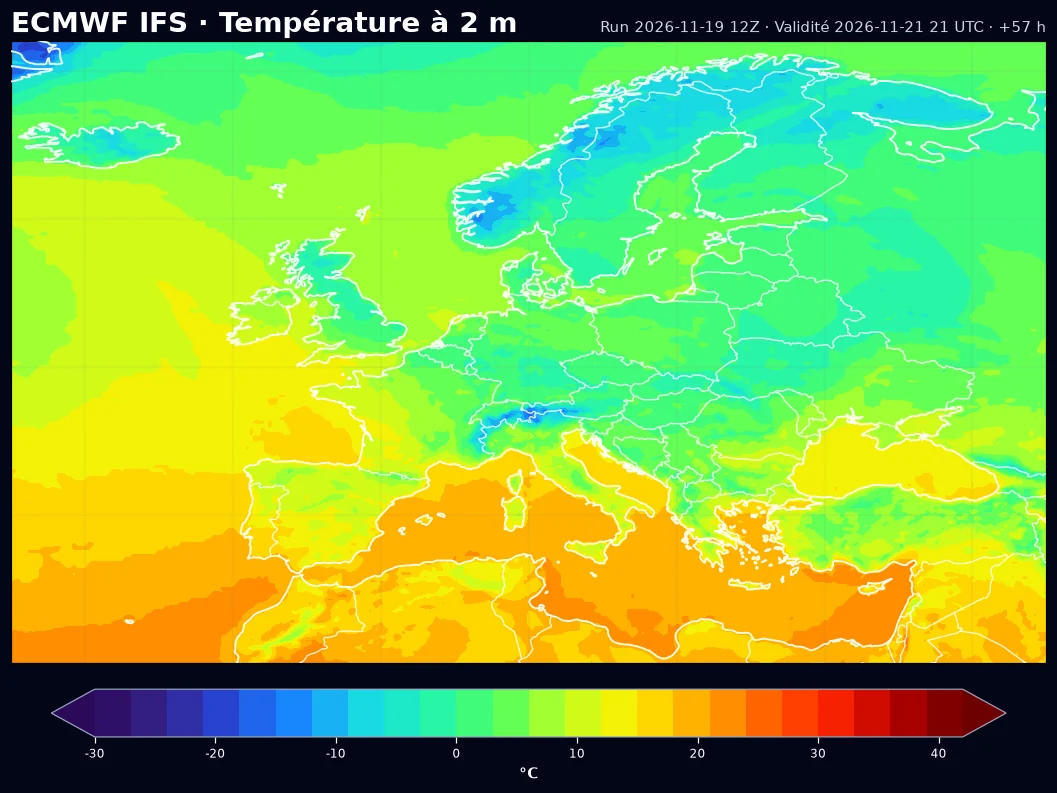 ECMWF IFS · Température à 2 m
Run 2026-11-19 12Z · Validité 2026-11-21 21 UTC · +57 h
-30 -20 -10 0 10 20 30 40
°C